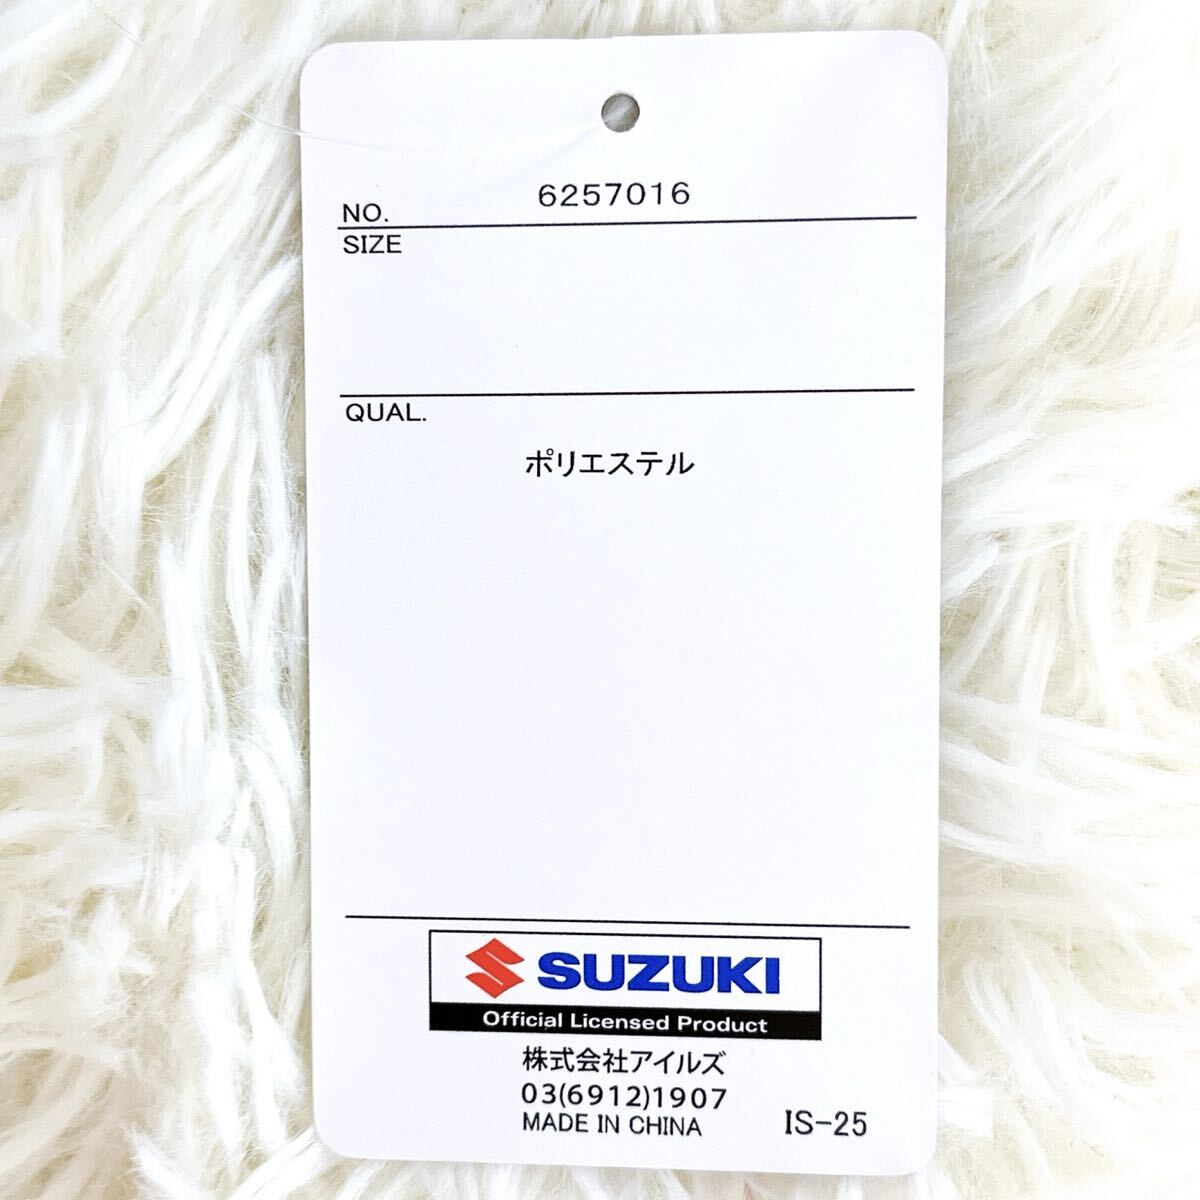 NO. 6257016
SIZE
QUAL.
ポリエステル
SUZUKI
Official Licensed Product
株式会社アイルズ
03(6912)1907
MADE IN CHINA IS-25